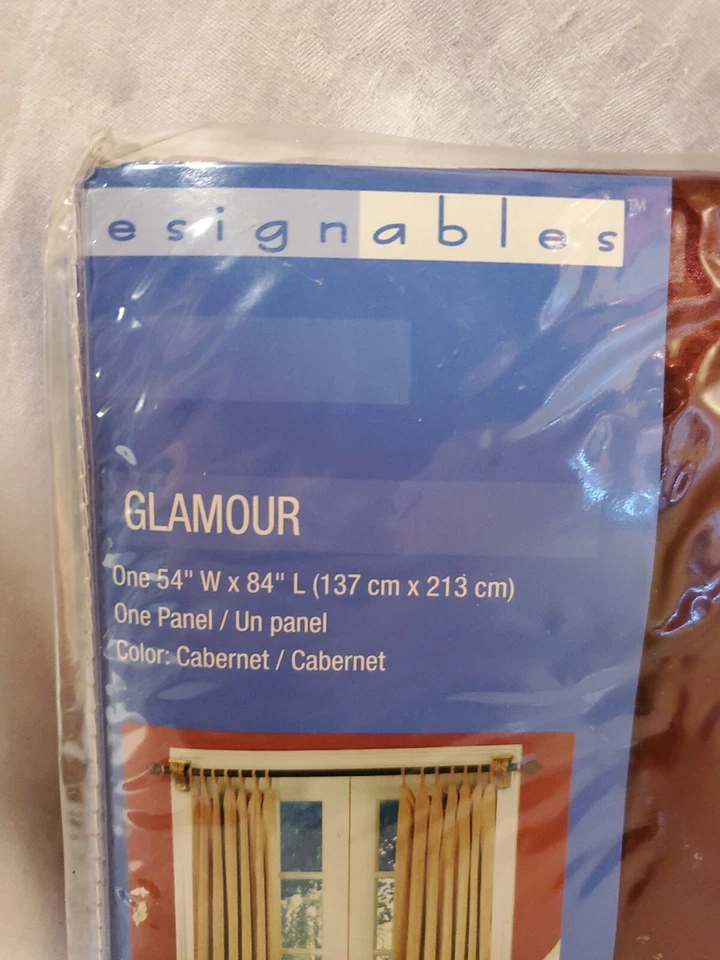 esignables™
GLAMOUR
One 54" W x 84" L (137 cm x 213 cm)
One Panel / Un panel
Color: Cabernet / Cabernet